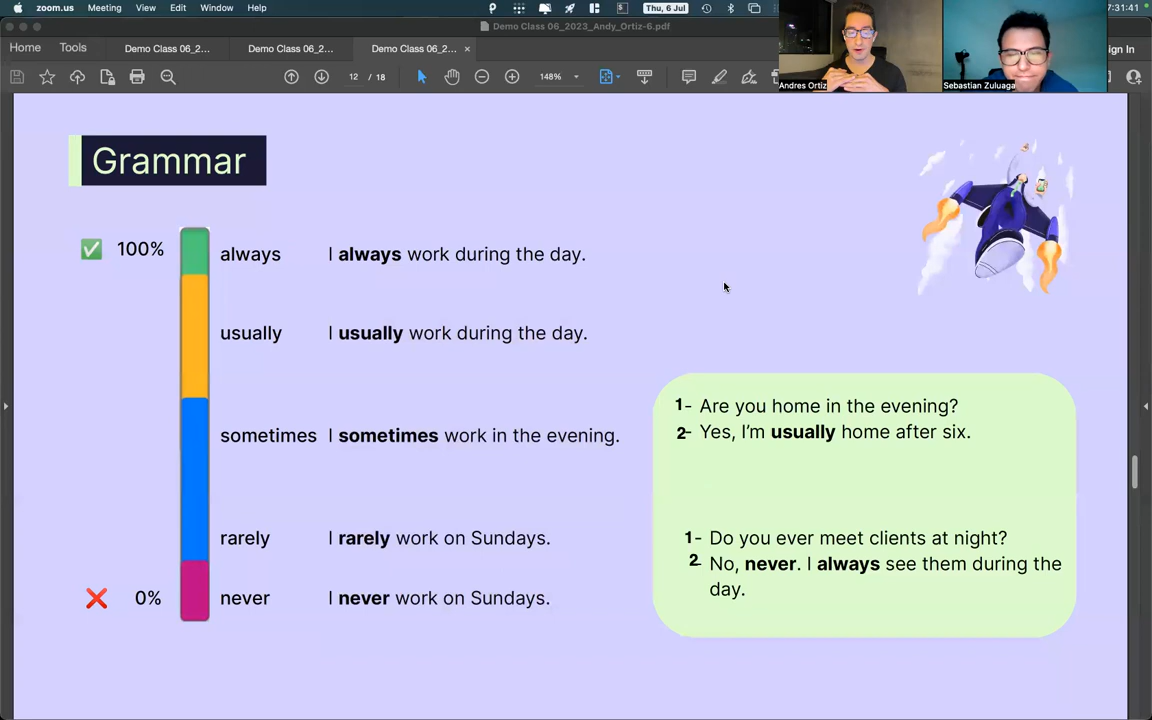 zoom.us Meeting View Edit Window Help Thu, 6 Jul 7:31:41
Demo Class 06_2023_Andy_Ortiz-6.pdf
Home Tools Demo Class 06_2... Demo Class 06_2... Demo Class 06_2... × Sign In
12 / 18 148%
Andres Ortiz Sebastian Zuluaga
Grammar
100% always I always work during the day.
usually I usually work during the day.
sometimes I sometimes work in the evening.
rarely I rarely work on Sundays.
0% never I never work on Sundays.
1- Are you home in the evening?
2- Yes, I'm usually home after six.
1- Do you ever meet clients at night?
2- No, never. I always see them during the
day.